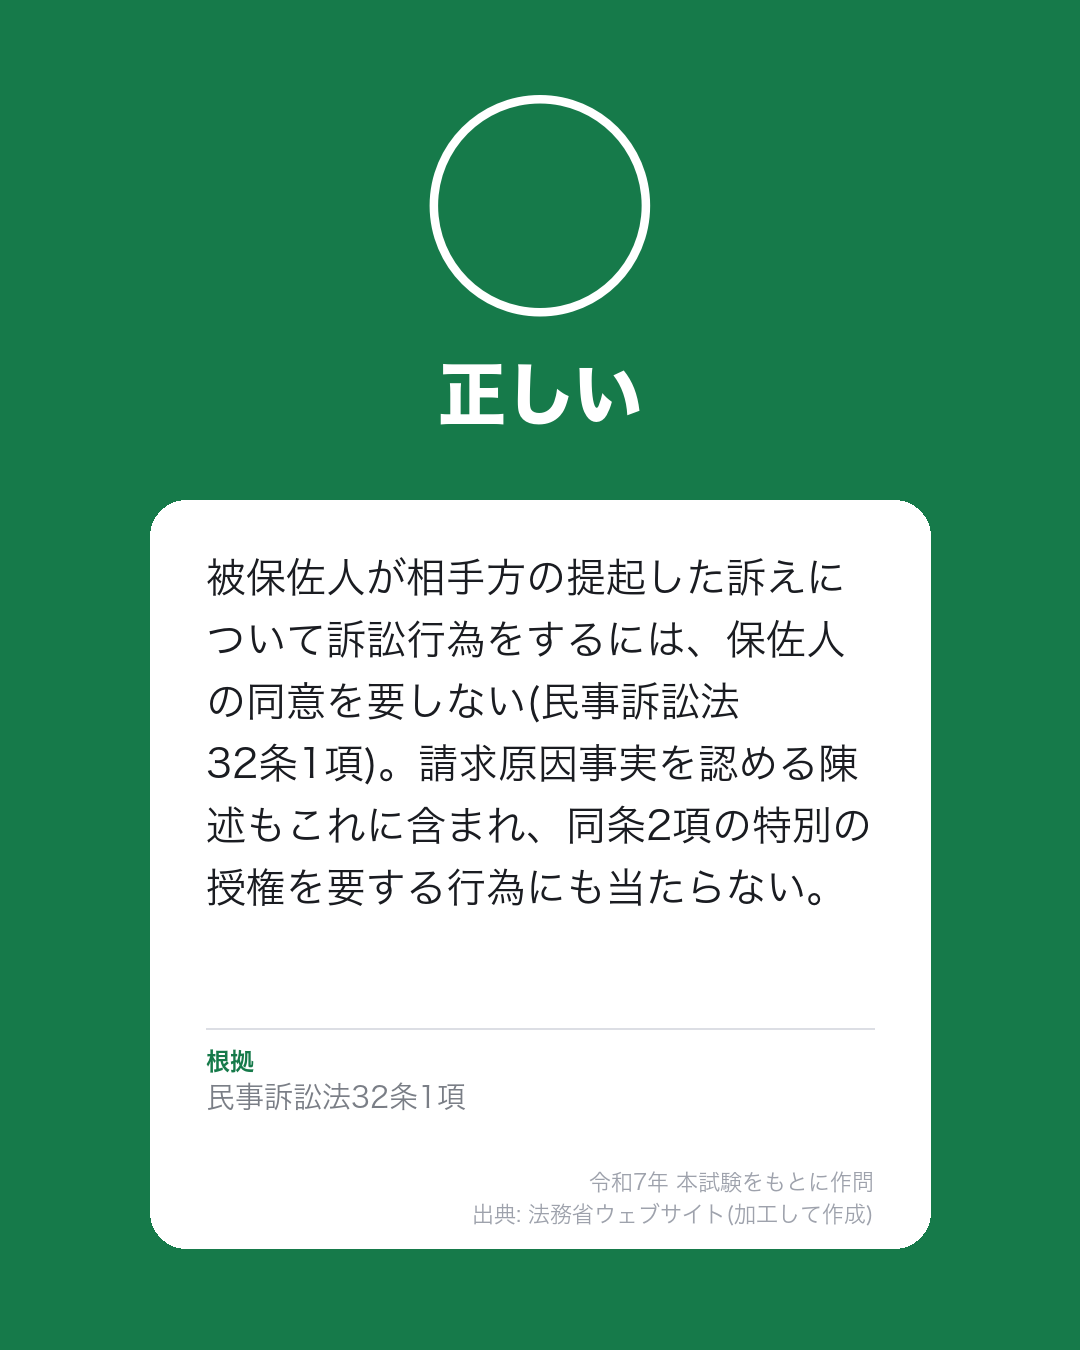 正しい
被保佐人が相手方の提起した訴えに
ついて訴訟行為をするには、保佐人
の同意を要しない(民事訴訟法
32条1項)。請求原因事実を認める陳
述もこれに含まれ、同条2項の特別の
授権を要する行為にも当たらない。
根拠
民事訴訟法32条1項
令和7年 本試験をもとに作問
出典: 法務省ウェブサイト(加工して作成)